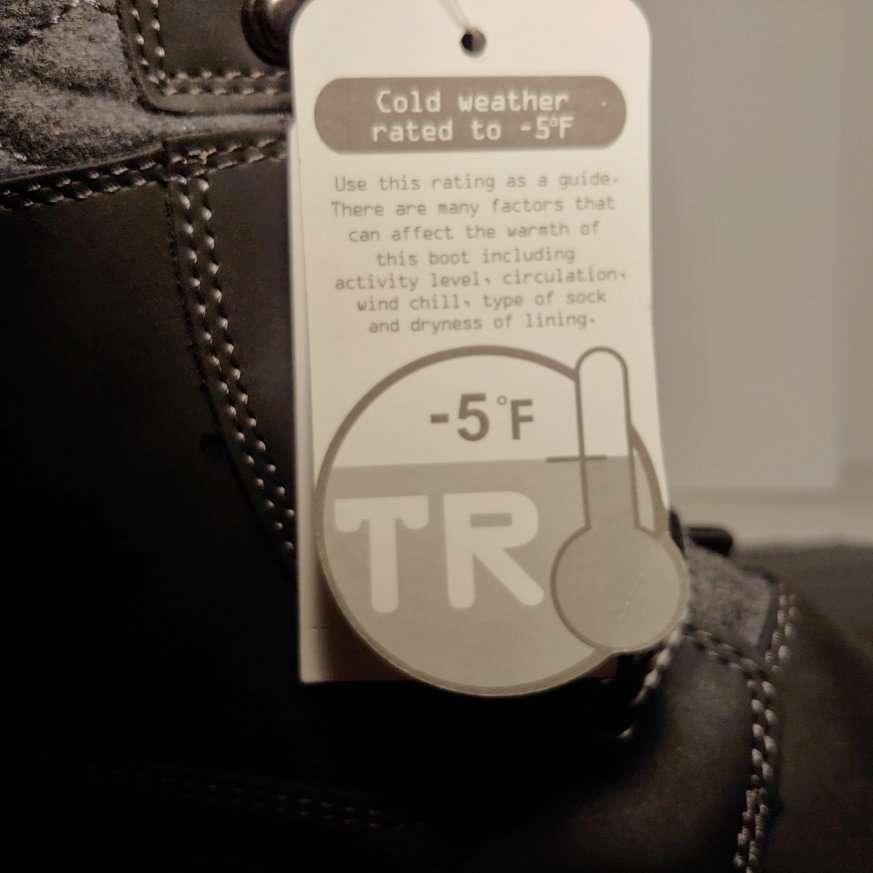 Cold weather
rated to -5°F
Use this rating as a guide.
There are many factors that
can affect the warmth of
this boot including
activity level, circulation,
wind chill, type of sock
and dryness of lining.
-5°F
TR